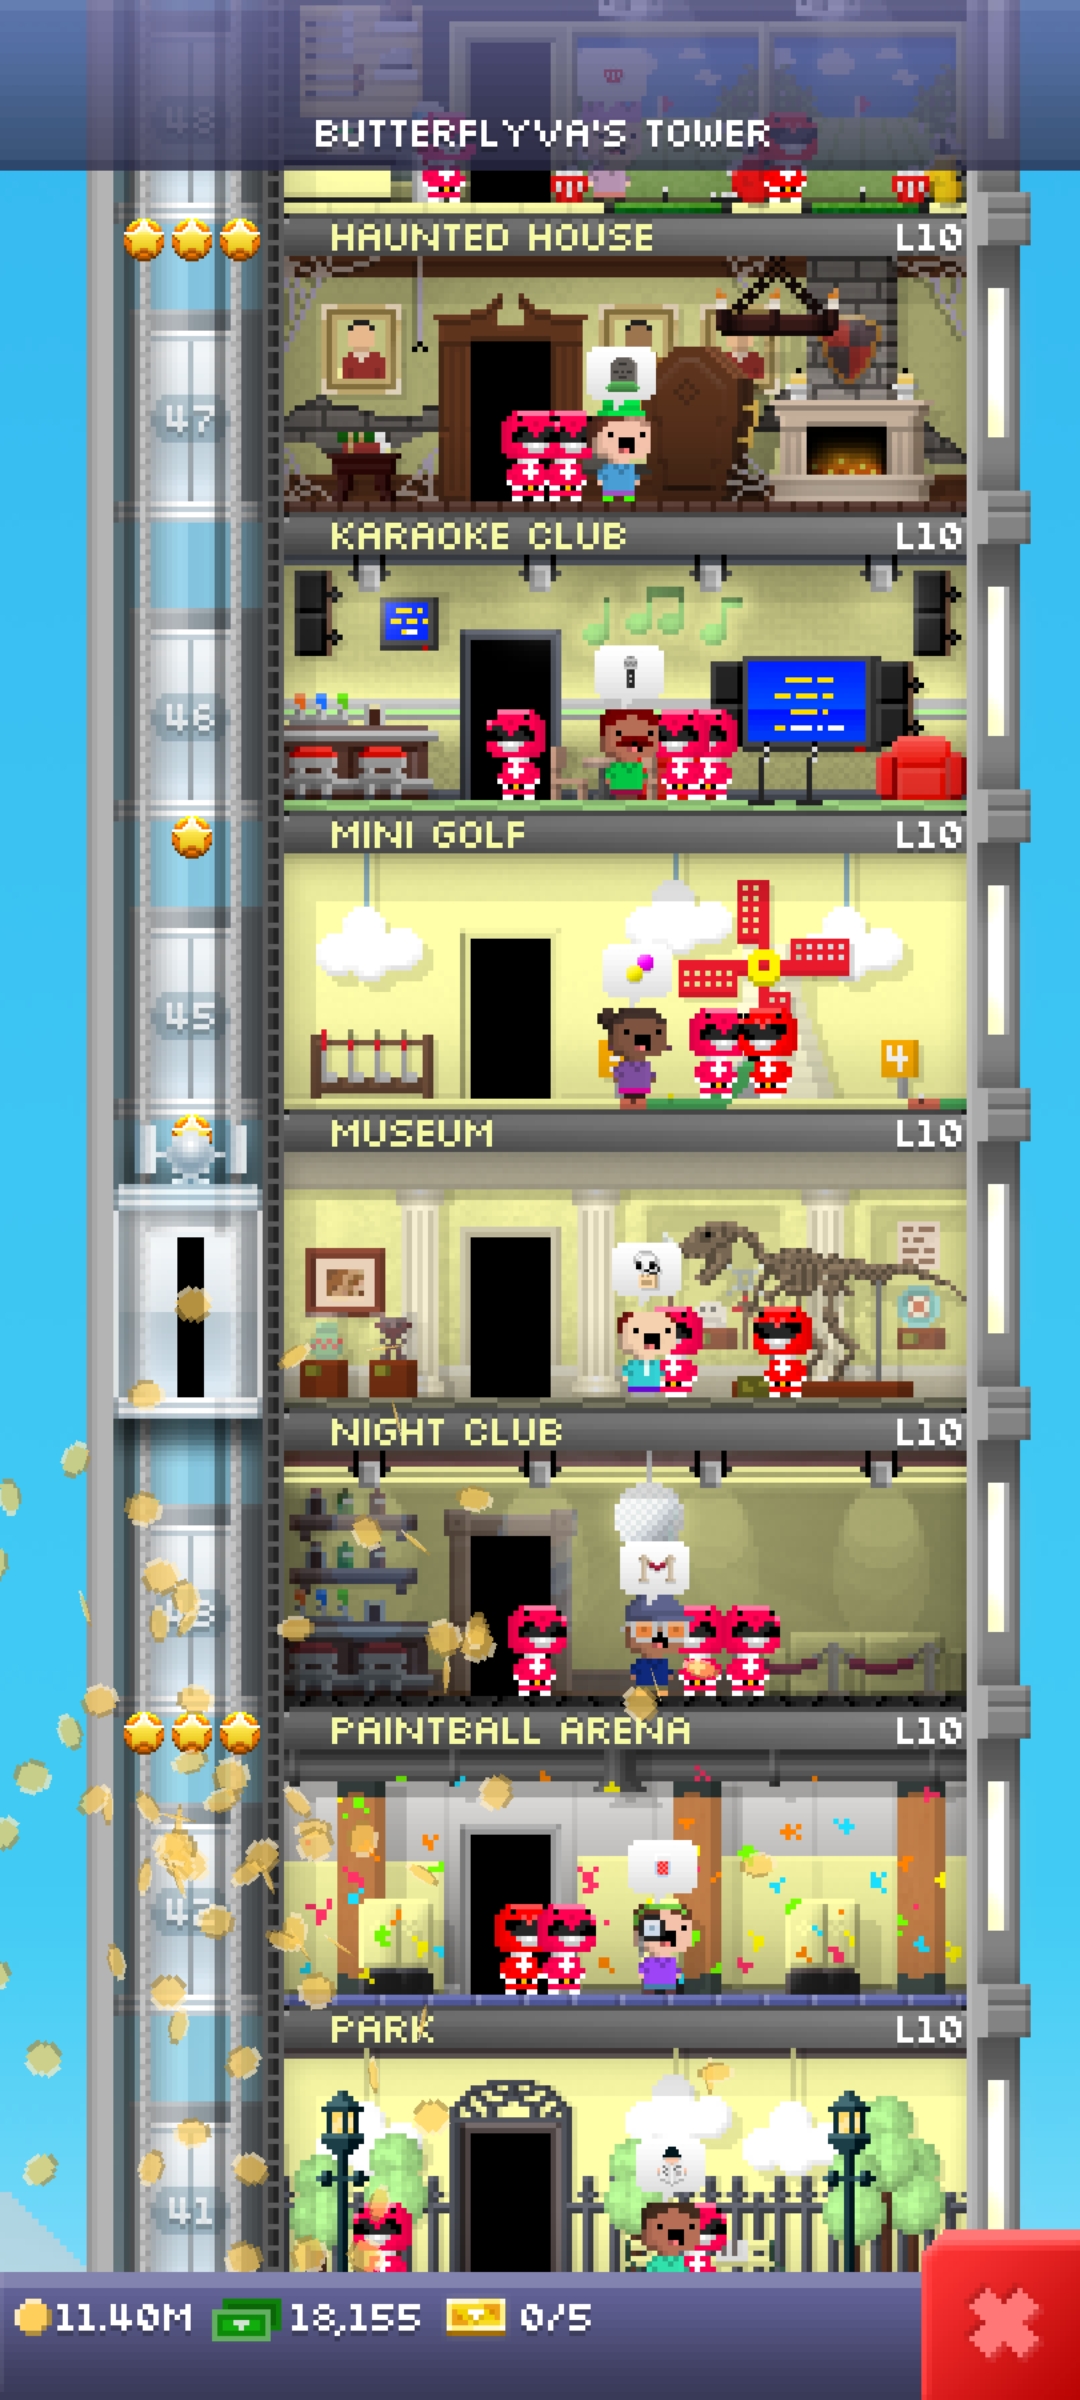 48
BUTTERFLYVA'S TOWER
HAUNTED HOUSE L10
47
KARAOKE CLUB L10
46
MINI GOLF L10
45
4
MUSEUM L10
NIGHT CLUB L10
43
PAINTBALL ARENA L10
42
PARK L10
41
11.40M 18,155 0/5